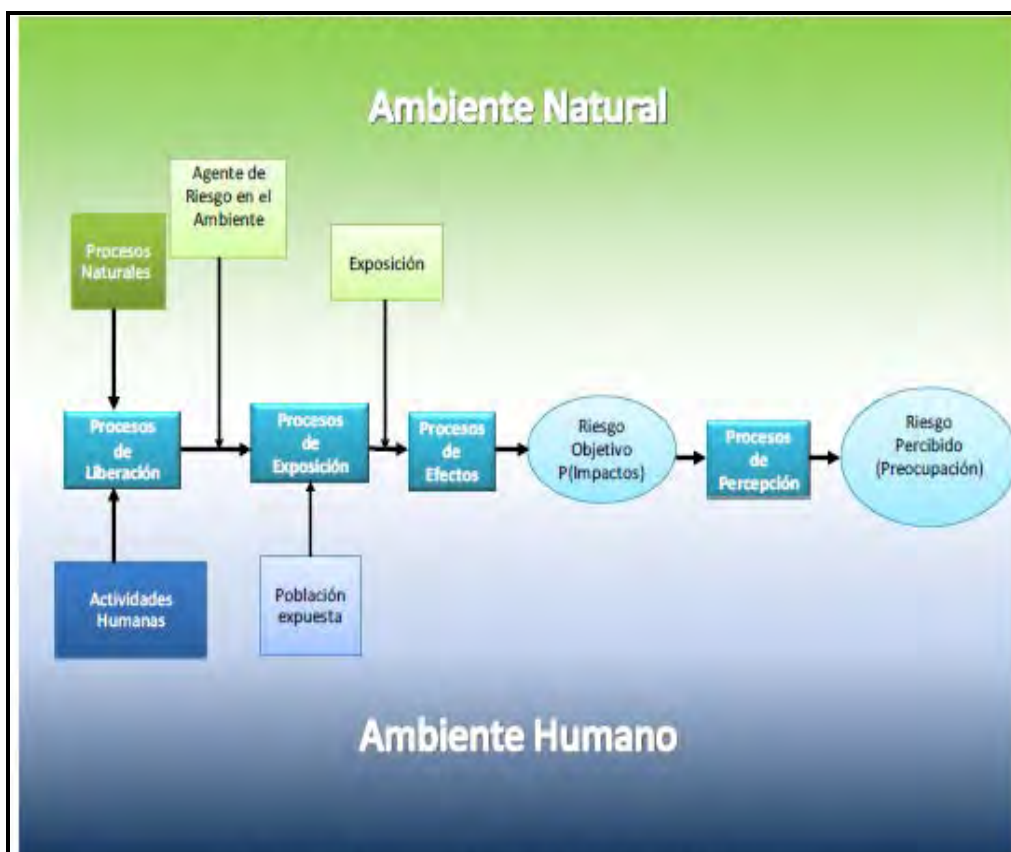 Ambiente Natural
Agente de
Riesgo en el
Ambiente
Procesos
Naturales
Exposición
Procesos
de
Liberación
Procesos
de
Exposición
Procesos
de
Efectos
Riesgo
Objetivo
P(Impactos)
Procesos
de
Percepción
Riesgo
Percibido
(Preocupación)
Actividades
Humanas
Población
expuesta
Ambiente Humano